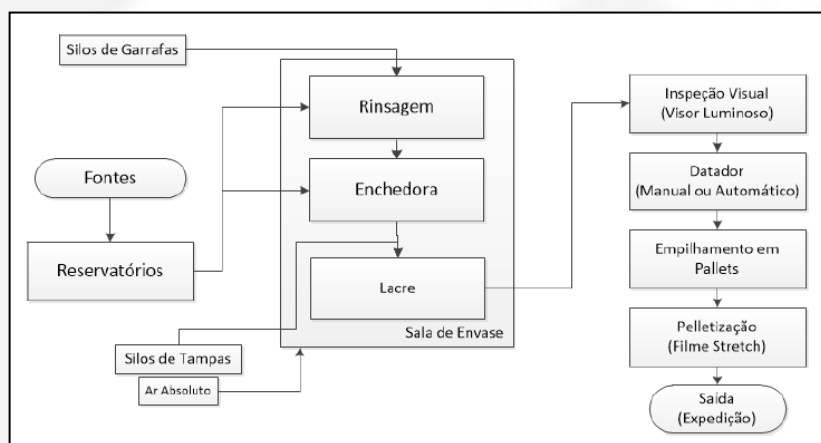 Silos de Garrafas
Rinsagem
Fontes
Enchedora
Reservatórios
Lacre
Sala de Envase
Silos de Tampas
Ar Absoluto
Inspeção Visual
(Visor Luminoso)
Datador
(Manual ou Automático)
Empilhamento em
Pallets
Pelletização
(Filme Stretch)
Saída
(Expedição)